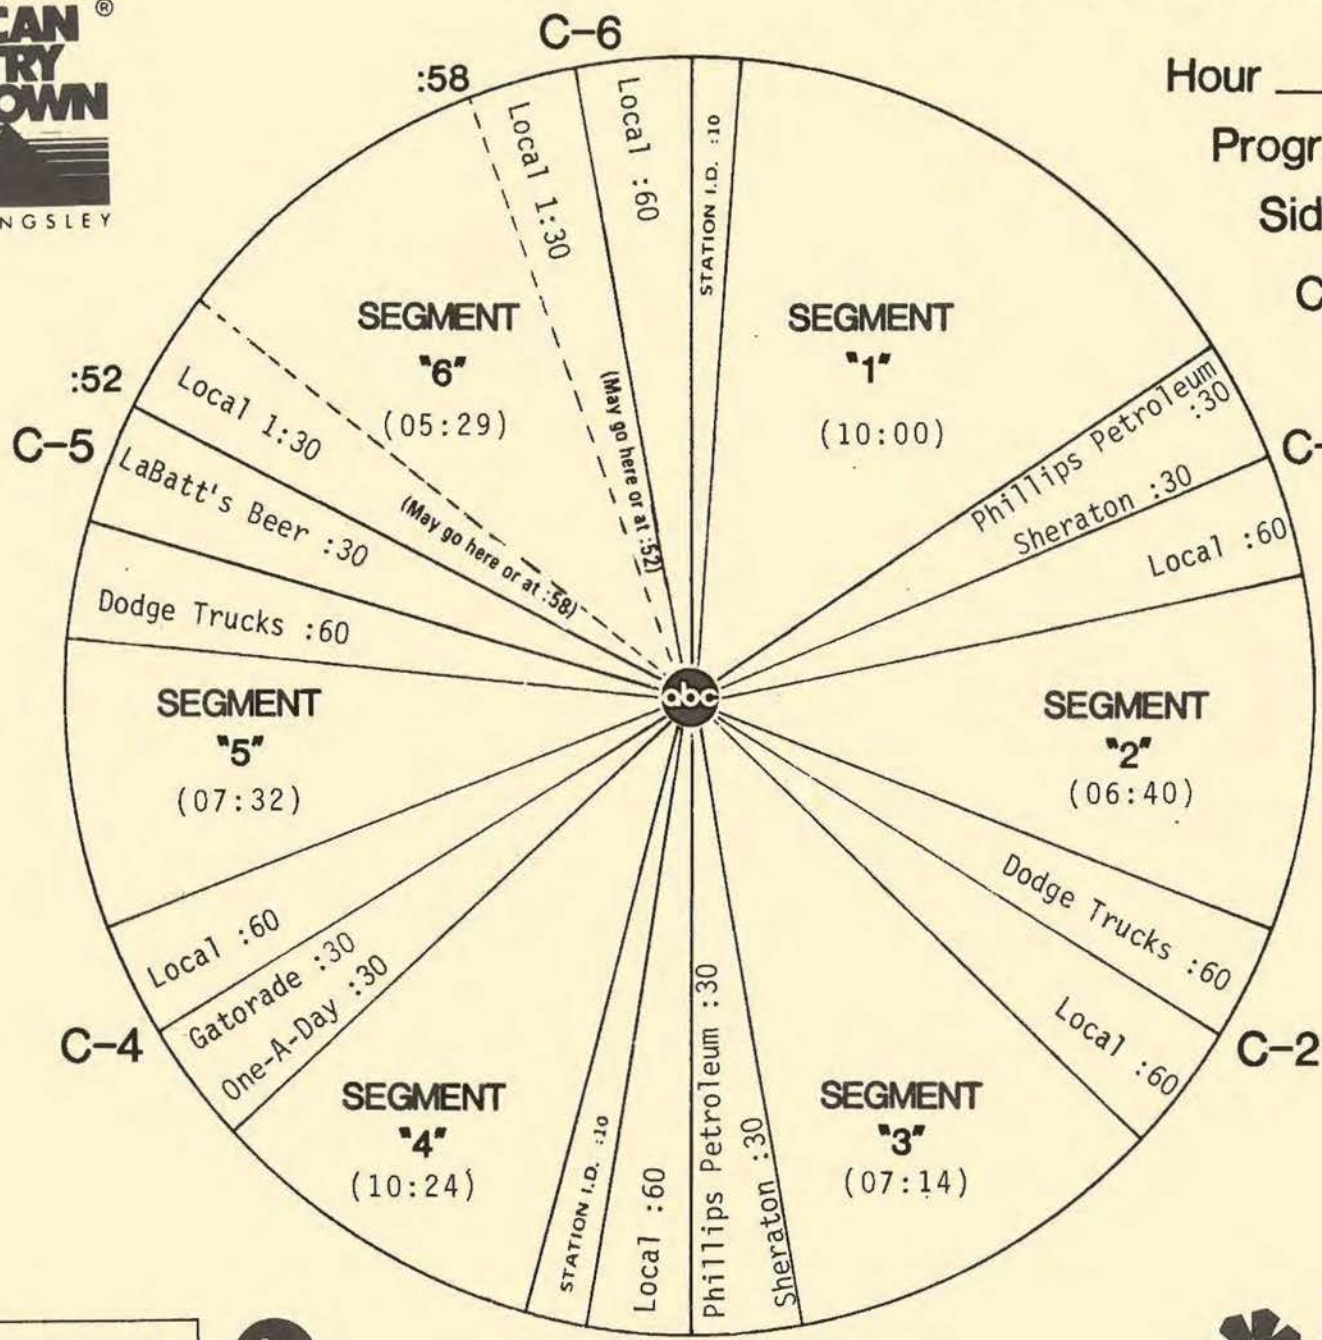 CAN ®
TRY
OWN
NGSLEY
C-6
:58
Hour
Progr
Sid
C
Local 1:30
(May go here or at :52)
Local :60
STATION I.D. :10
SEGMENT
"1"
(10:00)
Phillips Petroleum
:30
Sheraton :30
C-
Local :60
SEGMENT
"2"
(06:40)
Dodge Trucks :60
C-2
Local :60
SEGMENT
"3"
(07:14)
Sheraton :30
Phillips Petroleum :30
Local :60
STATION I.D. :10
SEGMENT
"4"
(10:24)
One-A-Day :30
Gatorade :30
C-4
Local :60
SEGMENT
"5"
(07:32)
Dodge Trucks :60
LaBatt's Beer :30
C-5
:52
Local 1:30
(May go here or at :58)
SEGMENT
"6"
(05:29)
abc